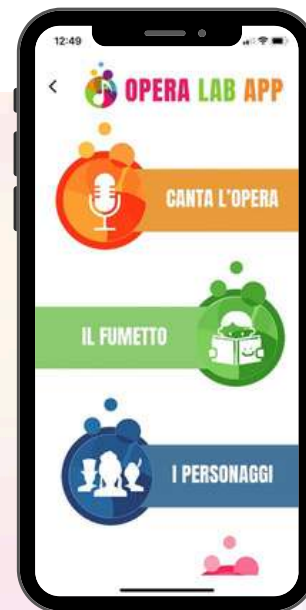 12:49
OPERA LAB APP
CANTA L'OPERA
IL FUMETTO
I PERSONAGGI